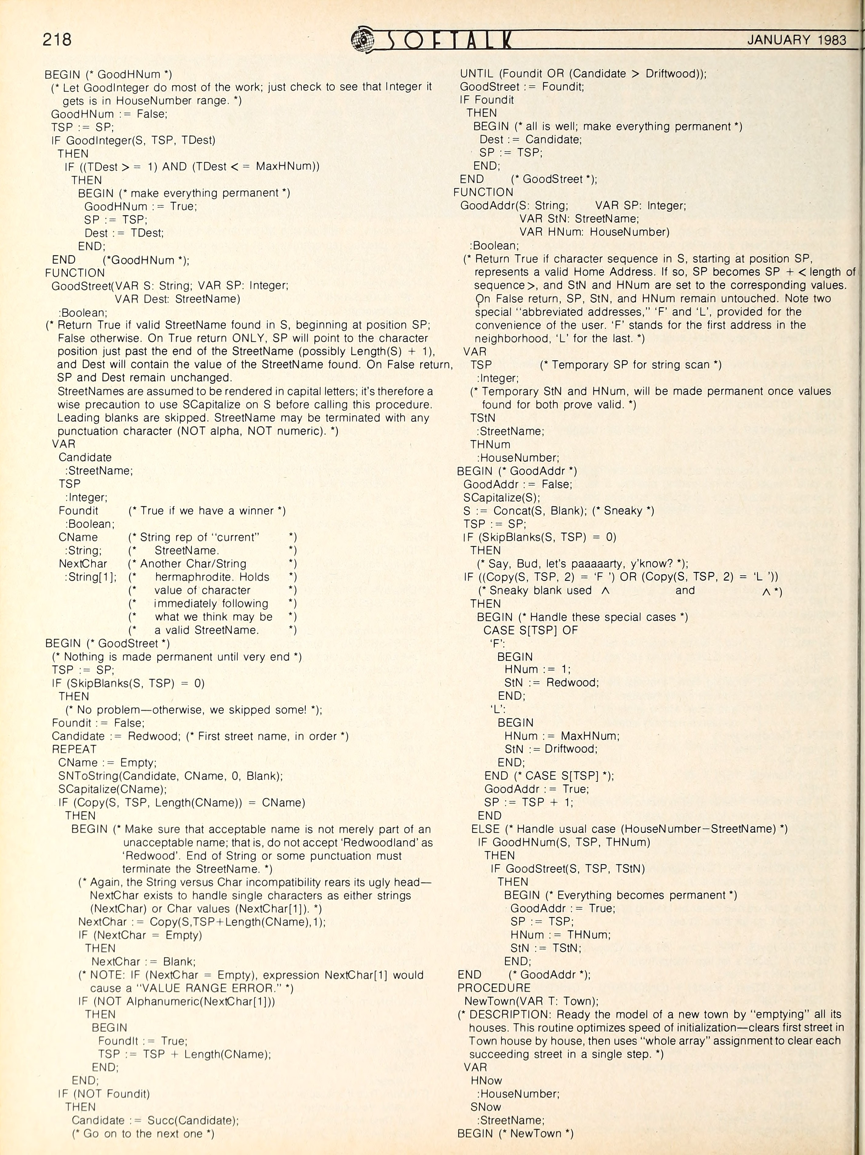 218
SOFTALK
JANUARY 1983
BEGIN (* GoodHNum *)
(* Let GoodInteger do most of the work; just check to see that Integer it
gets is in HouseNumber range. *)
GoodHNum := False;
TSP := SP;
IF GoodInteger(S, TSP, TDest)
THEN
IF ((TDest > = 1) AND (TDest < = MaxHNum))
THEN
BEGIN (* make everything permanent *)
GoodHNum := True;
SP := TSP;
Dest := TDest;
END;
END (*GoodHNum *);
FUNCTION
GoodStreet(VAR S: String; VAR SP: Integer;
VAR Dest: StreetName)
:Boolean;
(* Return True if valid StreetName found in S, beginning at position SP;
False otherwise. On True return ONLY, SP will point to the character
position just past the end of the StreetName (possibly Length(S) + 1),
and Dest will contain the value of the StreetName found. On False return,
SP and Dest remain unchanged.
StreetNames are assumed to be rendered in capital letters; it's therefore a
wise precaution to use SCapitalize on S before calling this procedure.
Leading blanks are skipped. StreetName may be terminated with any
punctuation character (NOT alpha, NOT numeric). *)
VAR
Candidate
:StreetName;
TSP
:Integer;
Foundit (* True if we have a winner *)
:Boolean;
CName (* String rep of "current" *)
:String; (* StreetName. *)
NextChar (* Another Char/String *)
:String[1]; (* hermaphrodite. Holds *)
(* value of character *)
(* immediately following *)
(* what we think may be *)
(* a valid StreetName. *)
BEGIN (* GoodStreet *)
(* Nothing is made permanent until very end *)
TSP := SP;
IF (SkipBlanks(S, TSP) = 0)
THEN
(* No problem—otherwise, we skipped some! *);
Foundit := False;
Candidate := Redwood; (* First street name, in order *)
REPEAT
CName := Empty;
SNToString(Candidate, CName, 0, Blank);
SCapitalize(CName);
IF (Copy(S, TSP, Length(CName)) = CName)
THEN
BEGIN (* Make sure that acceptable name is not merely part of an
unacceptable name; that is, do not accept 'Redwoodland' as
'Redwood'. End of String or some punctuation must
terminate the StreetName. *)
(* Again, the String versus Char incompatibility rears its ugly head—
NextChar exists to handle single characters as either strings
(NextChar) or Char values (NextChar[1]). *)
NextChar := Copy(S,TSP+Length(CName),1);
IF (NextChar = Empty)
THEN
NextChar := Blank;
(* NOTE: IF (NextChar = Empty), expression NextChar[1] would
cause a "VALUE RANGE ERROR." *)
IF (NOT Alphanumeric(NextChar[1]))
THEN
BEGIN
FoundIt := True;
TSP := TSP + Length(CName);
END;
END;
IF (NOT Foundit)
THEN
Candidate := Succ(Candidate);
(* Go on to the next one *)
UNTIL (Foundit OR (Candidate > Driftwood));
GoodStreet := Foundit;
IF Foundit
THEN
BEGIN (* all is well; make everything permanent *)
Dest := Candidate;
SP := TSP;
END;
END (* GoodStreet *);
FUNCTION
GoodAddr(S: String; VAR SP: Integer;
VAR StN: StreetName;
VAR HNum: HouseNumber)
:Boolean;
(* Return True if character sequence in S, starting at position SP,
represents a valid Home Address. If so, SP becomes SP + < length of
sequence >, and StN and HNum are set to the corresponding values.
On False return, SP, StN, and HNum remain untouched. Note two
special "abbreviated addresses," 'F' and 'L', provided for the
convenience of the user. 'F' stands for the first address in the
neighborhood, 'L' for the last. *)
VAR
TSP (* Temporary SP for string scan *)
:Integer;
(* Temporary StN and HNum, will be made permanent once values
found for both prove valid. *)
TStN
:StreetName;
THNum
:HouseNumber;
BEGIN (* GoodAddr *)
GoodAddr := False;
SCapitalize(S);
S := Concat(S, Blank); (* Sneaky *)
TSP := SP;
IF (SkipBlanks(S, TSP) = 0)
THEN
(* Say, Bud, let's paaaaarty, y'know? *);
IF ((Copy(S, TSP, 2) = 'F ') OR (Copy(S, TSP, 2) = 'L '))
(* Sneaky blank used ^ and ^ *)
THEN
BEGIN (* Handle these special cases *)
CASE S[TSP] OF
'F':
BEGIN
HNum := 1;
StN := Redwood;
END;
'L':
BEGIN
HNum := MaxHNum;
StN := Driftwood;
END;
END (* CASE S[TSP] *);
GoodAddr := True;
SP := TSP + 1;
END
ELSE (* Handle usual case (HouseNumber—StreetName) *)
IF GoodHNum(S, TSP, THNum)
THEN
IF GoodStreet(S, TSP, TStN)
THEN
BEGIN (* Everything becomes permanent *)
GoodAddr := True;
SP := TSP;
HNum := THNum;
StN := TStN;
END;
END (* GoodAddr *);
PROCEDURE
NewTown(VAR T: Town);
(* DESCRIPTION: Ready the model of a new town by "emptying" all its
houses. This routine optimizes speed of initialization—clears first street in
Town house by house, then uses "whole array" assignment to clear each
succeeding street in a single step. *)
VAR
HNow
:HouseNumber;
SNow
:StreetName;
BEGIN (* NewTown *)